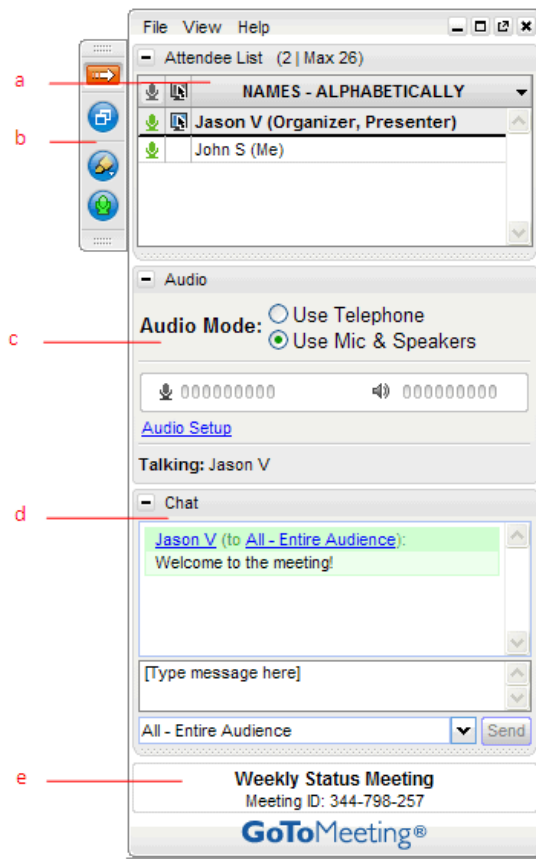 File View Help
Attendee List (2 | Max 26)
a
NAMES - ALPHABETICALLY
Jason V (Organizer, Presenter)
b
John S (Me)
Audio
Audio Mode:
Use Telephone
Use Mic & Speakers
c
000000000 000000000
Audio Setup
Talking: Jason V
Chat
d
Jason V (to All - Entire Audience):
Welcome to the meeting!
[Type message here]
All - Entire Audience Send
e
Weekly Status Meeting
Meeting ID: 344-798-257
GoToMeeting®